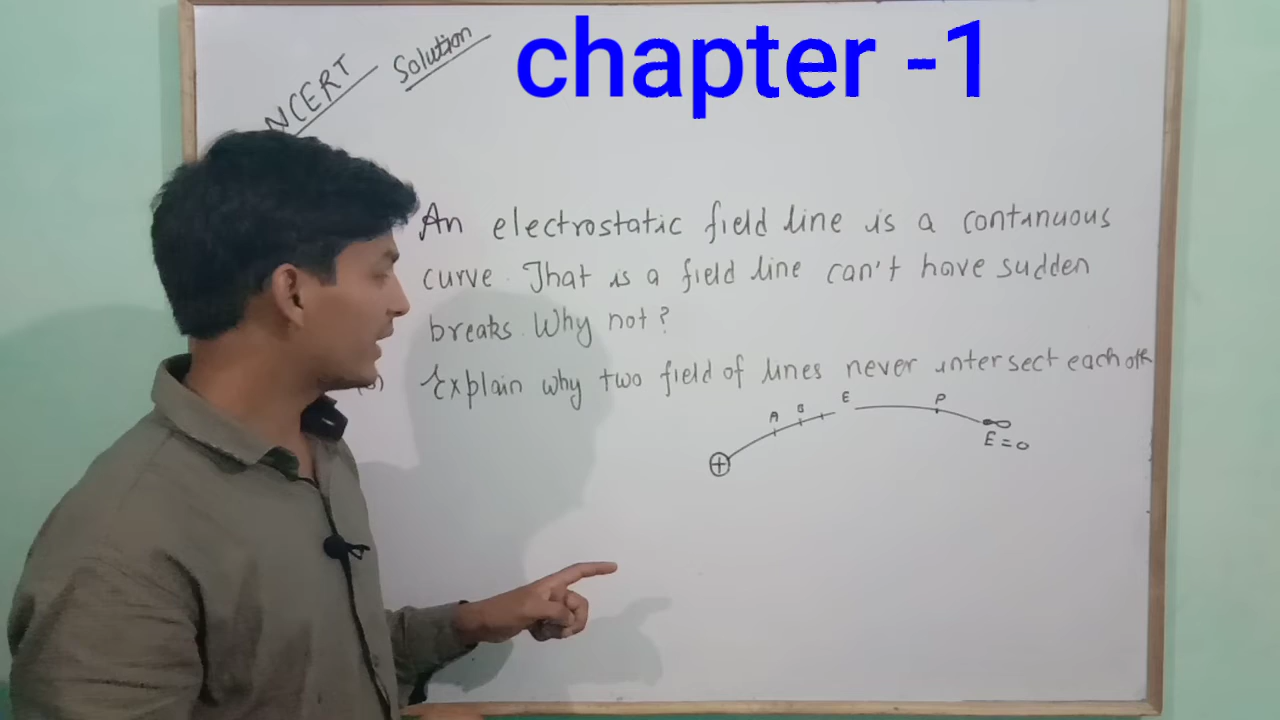 chapter -1
NCERT Solution
An electrostatic field line is a continuous
curve. That is a field line can't have sudden
breaks. Why not?
Explain why two field of lines never intersect each oth
A B E P
∞
E = 0
+